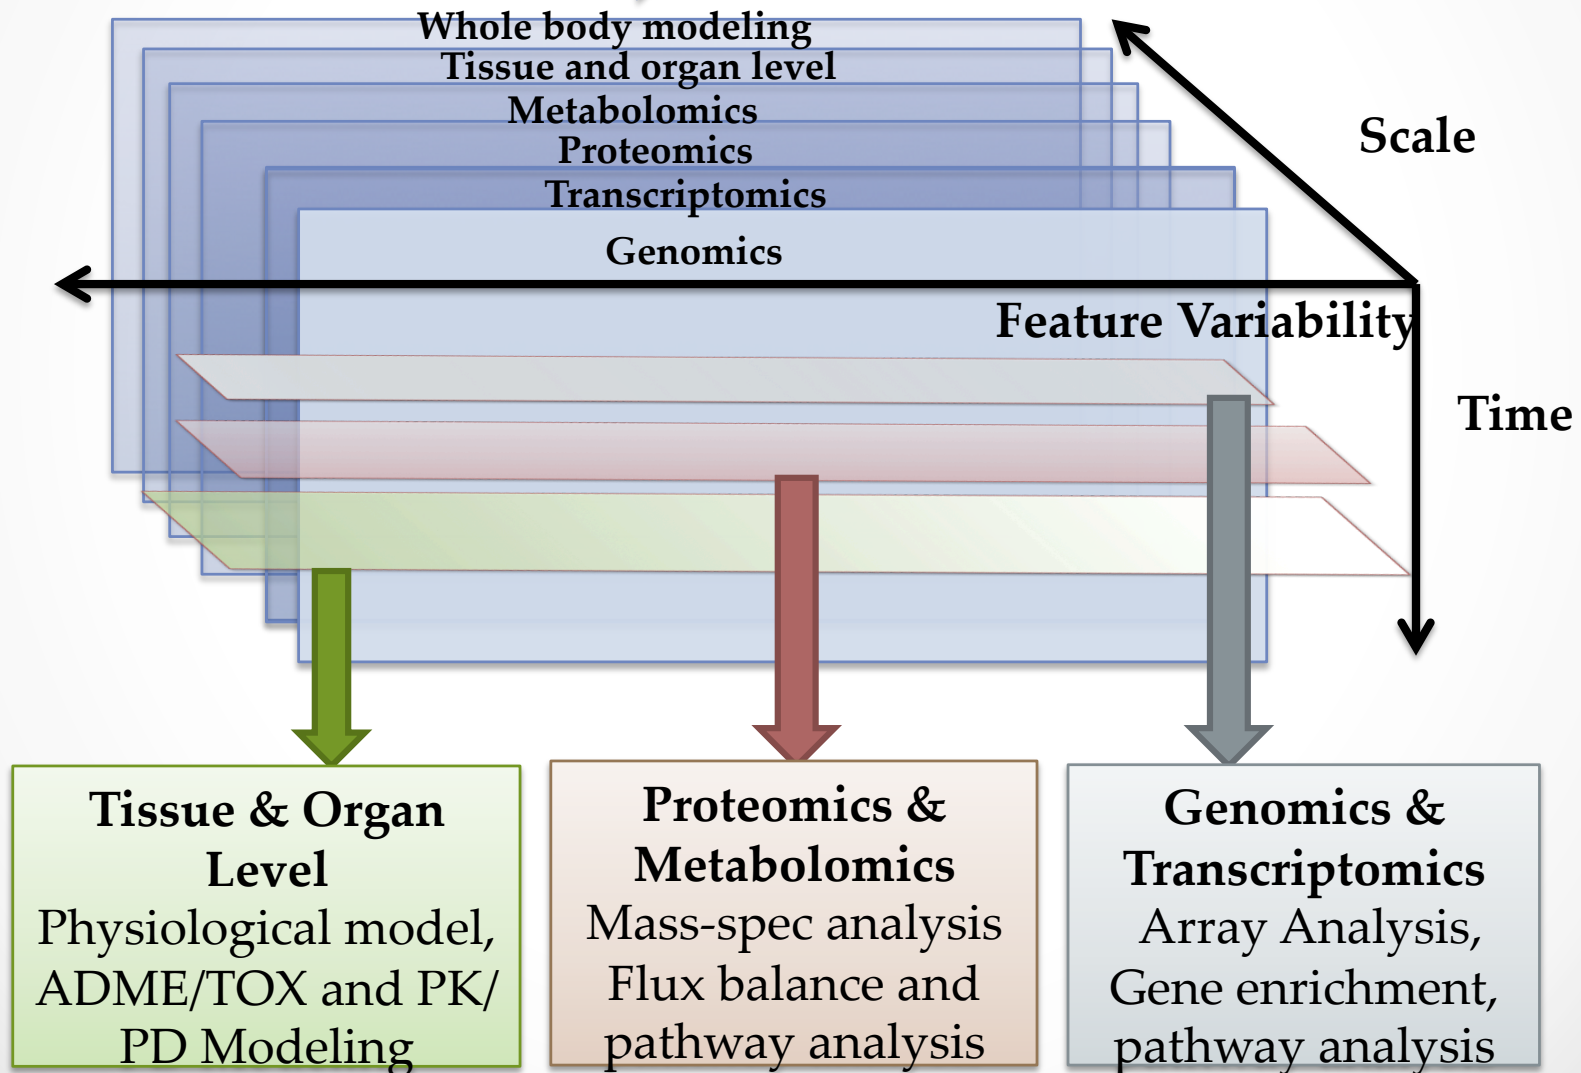 Whole body modeling
Tissue and organ level
Metabolomics
Proteomics
Transcriptomics
Genomics
Scale
Feature Variability
Time
Tissue & Organ
Level
Physiological model,
ADME/TOX and PK/
PD Modeling
Proteomics &
Metabolomics
Mass-spec analysis
Flux balance and
pathway analysis
Genomics &
Transcriptomics
Array Analysis,
Gene enrichment,
pathway analysis